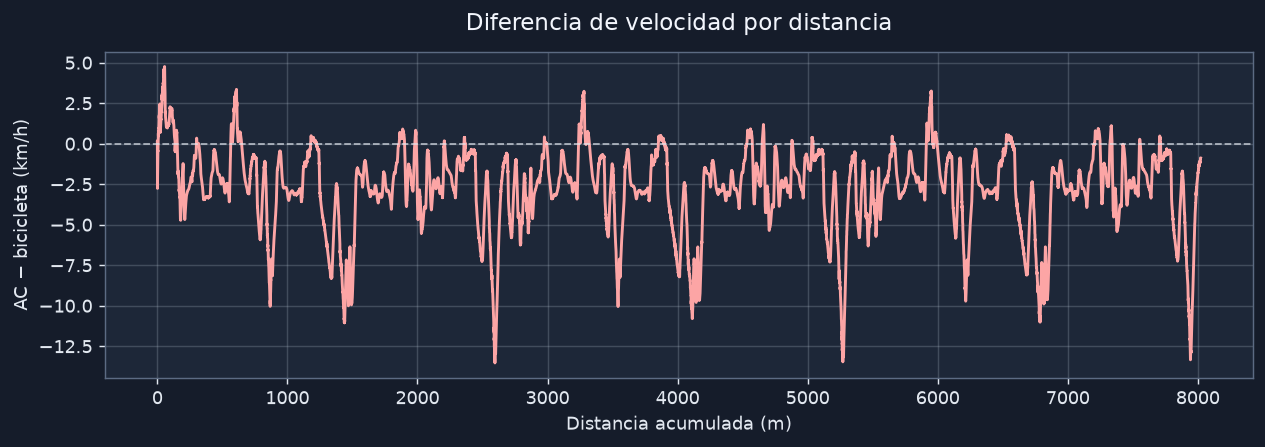 Diferencia de velocidad por distancia
AC − bicicleta (km/h)
5.0
2.5
0.0
−2.5
−5.0
−7.5
−10.0
−12.5
0 1000 2000 3000 4000 5000 6000 7000 8000
Distancia acumulada (m)